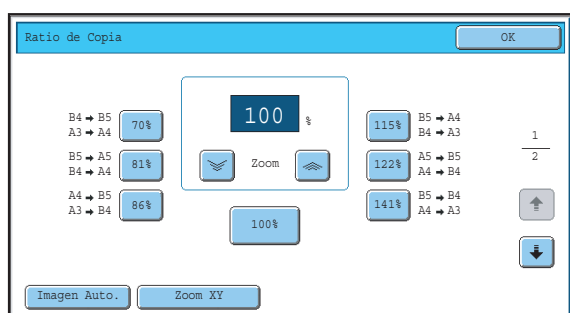 Ratio de Copia OK
B4 → B5
A3 → A4
70%
B5 → A5
B4 → A4
81%
A4 → B5
A3 → B4
86%
100 %
Zoom
100%
115%
B5 → A4
B4 → A3
122%
A5 → B5
A4 → B4
141%
B5 → B4
A4 → A3
1
2
Imagen Auto. Zoom XY